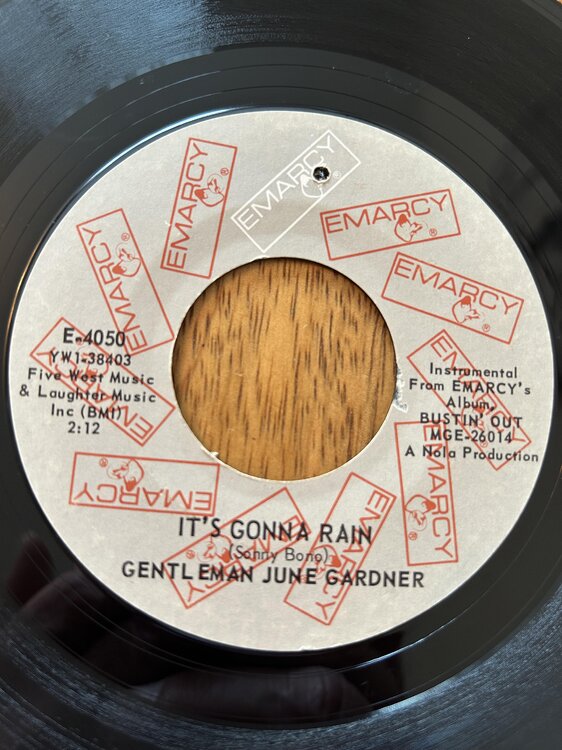 EMARCY
EMARCY ®
EMARCY ®
EMARCY ®
EMARCY ®
EMARCY
EMARCY
EMARCY
EMARCY
EMARCY
EMARCY
E-4050
YW1-38403
Five West Music
& Laughter Music
Inc (BMI)
2:12
Instrumental
From EMARCY's
Album,
BUSTIN' OUT
MGE-26014
A Nola Production
IT'S GONNA RAIN
(Sonny Bono)
GENTLEMAN JUNE GARDNER